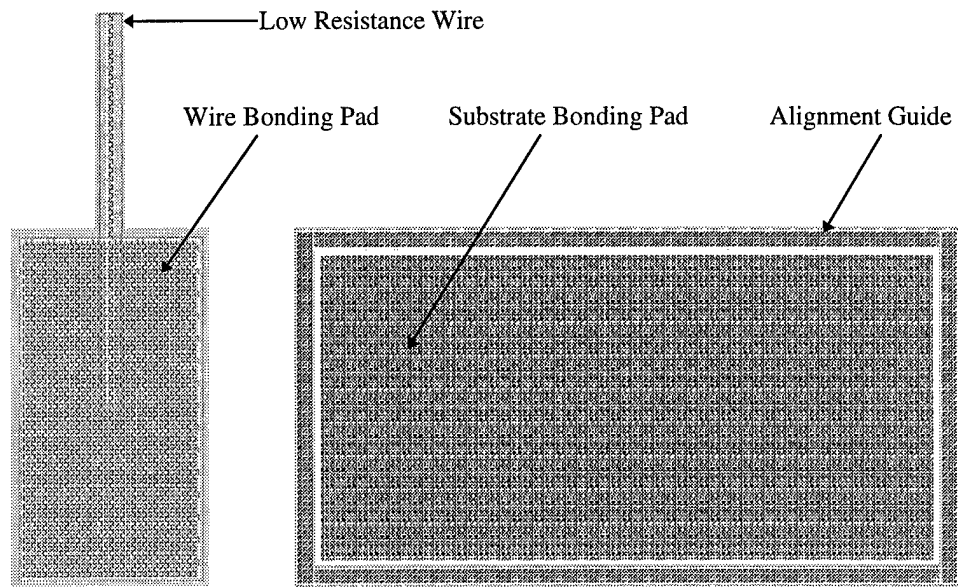 Low Resistance Wire
Wire Bonding Pad
Substrate Bonding Pad
Alignment Guide